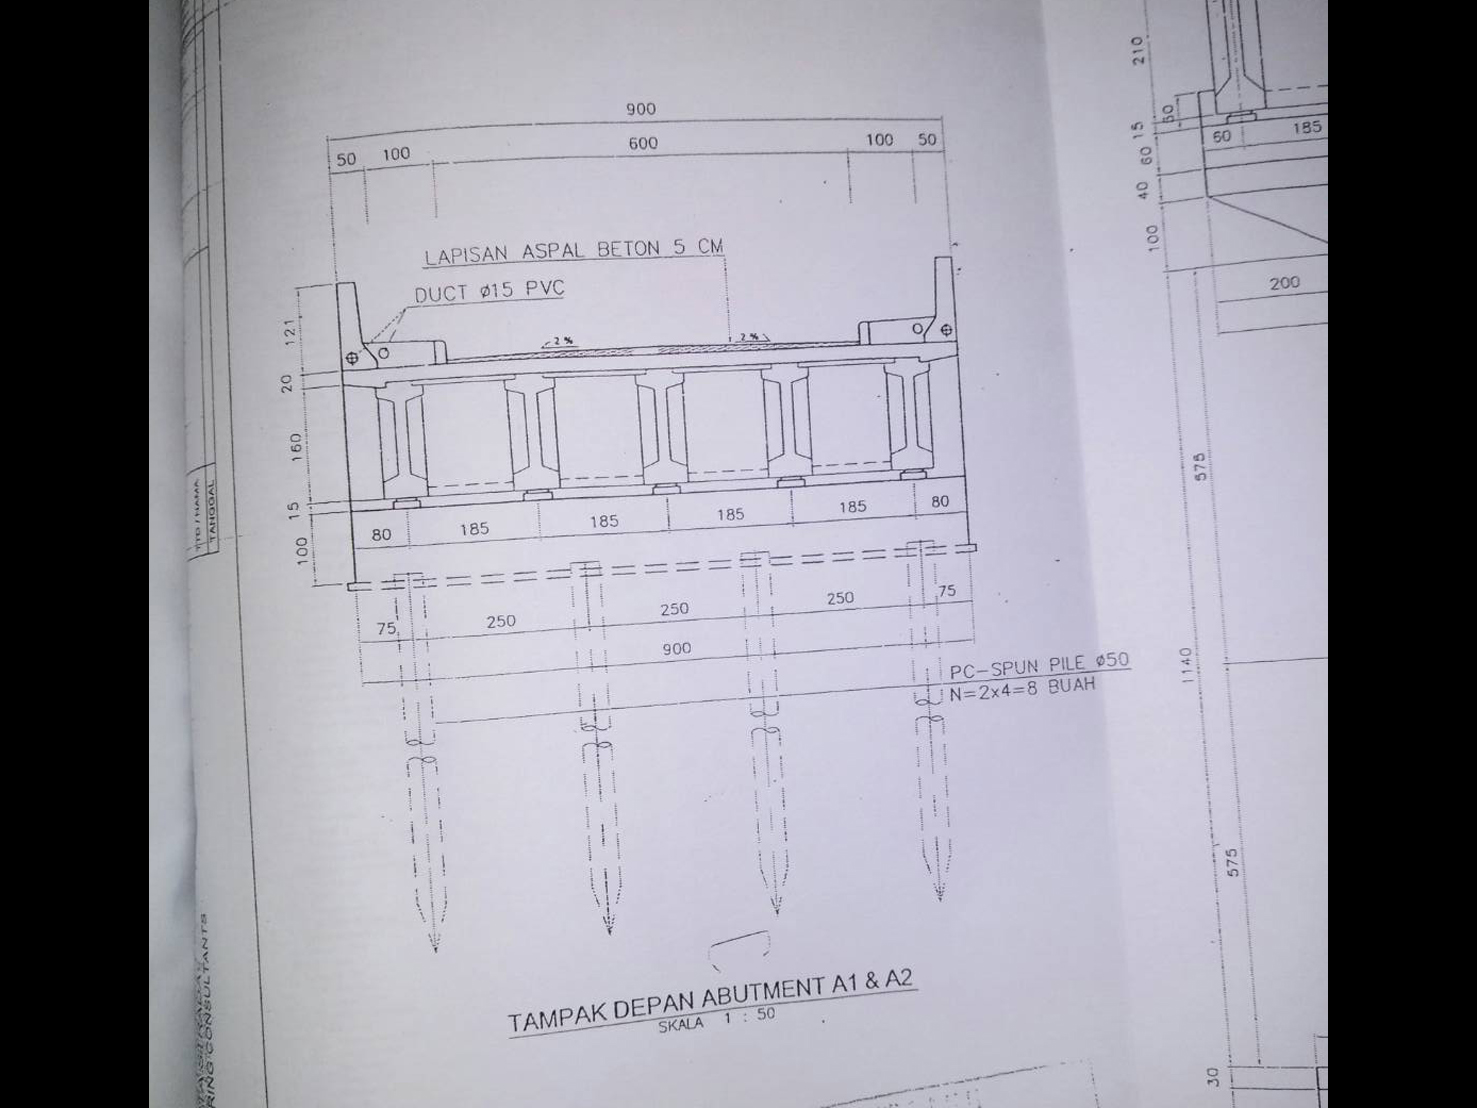 900
50 100 600 100 50
LAPISAN ASPAL BETON 5 CM
DUCT ø15 PVC
2 % 2 %
121
20
160
15
100
80 185 185 185 185 80
75 250 250 250 75
900
PC-SPUN PILE ø50
N=2x4=8 BUAH
TAMPAK DEPAN ABUTMENT A1 & A2
SKALA 1 : 50
210
50
15
60
40
100
60 185
200
575
1140
575
30
TTD / NAMA
TANGGAL
RING CONSULTANTS